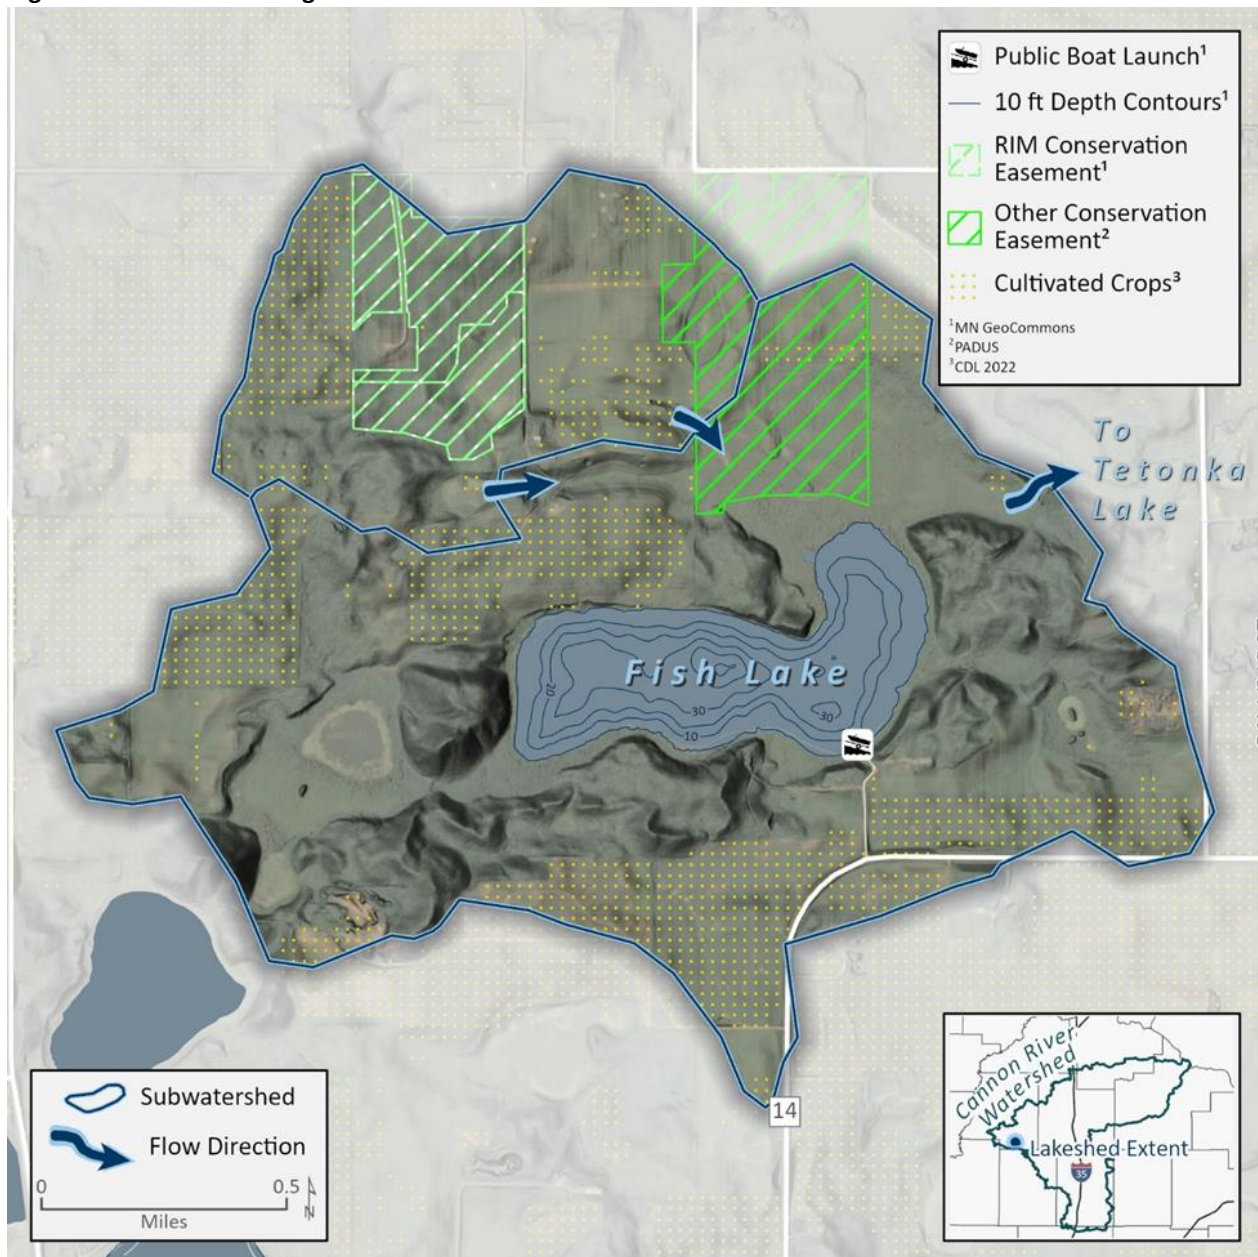 Public Boat Launch¹
10 ft Depth Contours¹
RIM Conservation
Easement¹
Other Conservation
Easement²
Cultivated Crops³
¹MN GeoCommons
²PADUS
³CDL 2022
To
Tetonka
Lake
Fish Lake
20
30
30
10
14
Subwatershed
Flow Direction
0
0.5
N
Miles
Cannon River
Watershed
Lakeshed Extent
35